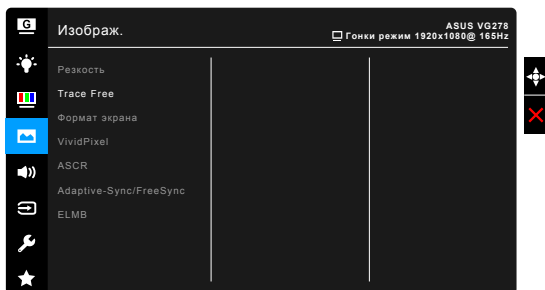 G
Изображ.
ASUS VG278
Гонки режим 1920x1080@ 165Hz
Резкость
Trace Free
Формат экрана
VividPixel
ASCR
Adaptive-Sync/FreeSync
ELMB